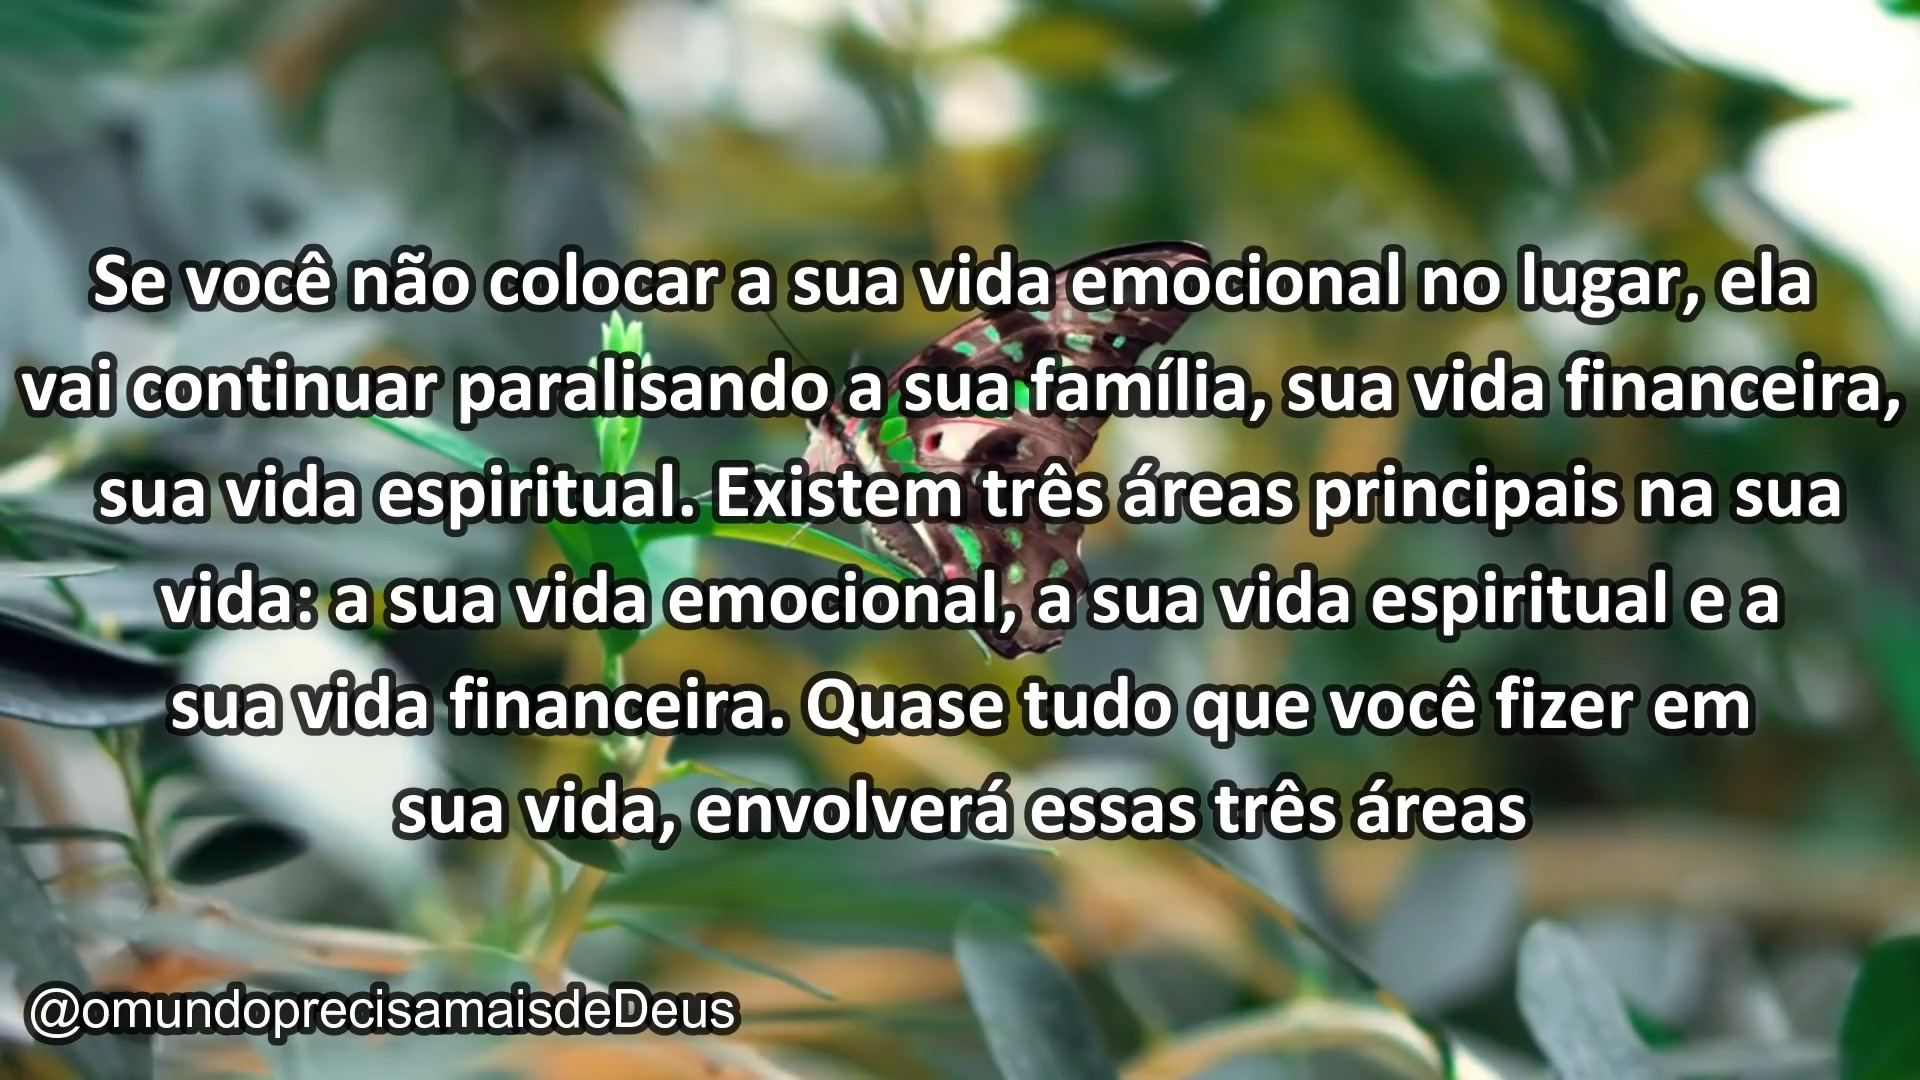 Se você não colocar a sua vida emocional no lugar, ela
vai continuar paralisando a sua família, sua vida financeira,
sua vida espiritual. Existem três áreas principais na sua
vida: a sua vida emocional, a sua vida espiritual e a
sua vida financeira. Quase tudo que você fizer em
sua vida, envolverá essas três áreas
@omundoprecisamaisdeDeus